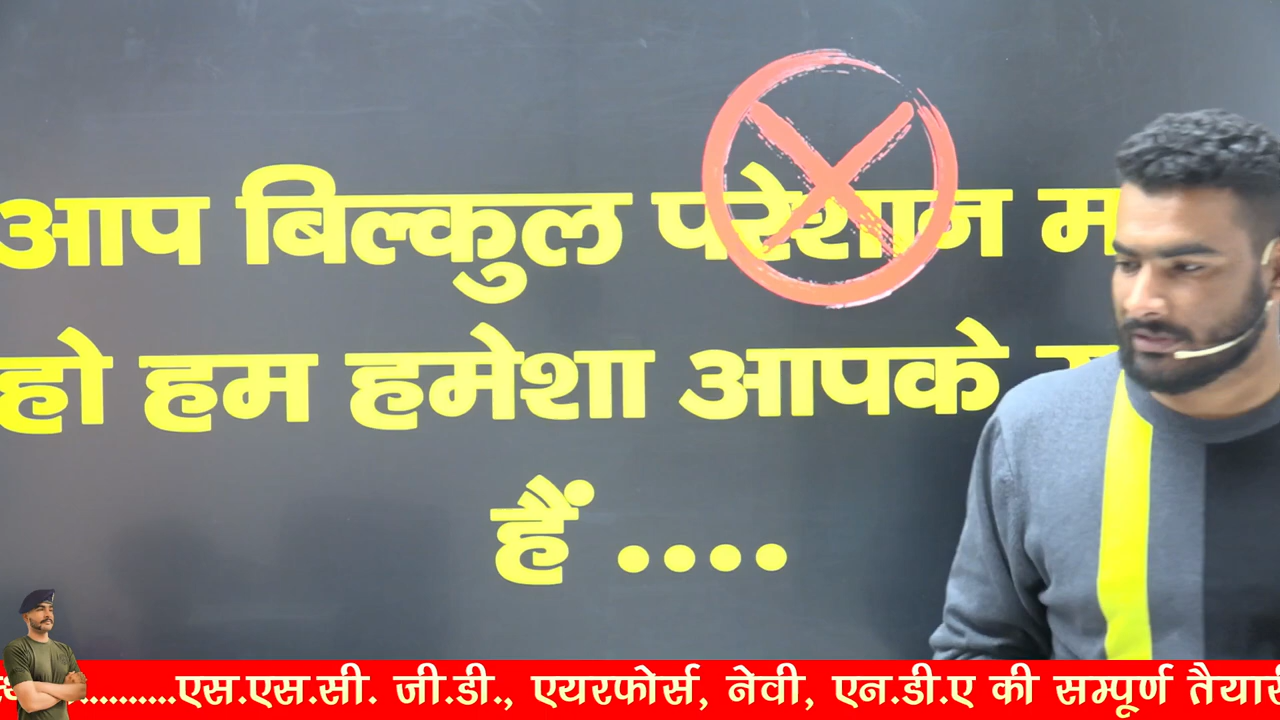 आप बिल्कुल परेशान
हो हम हमेशा आपके
हैं ....
..........एस.एस.सी. जी.डी., एयरफोर्स, नेवी, एन.डी.ए की सम्पूर्ण